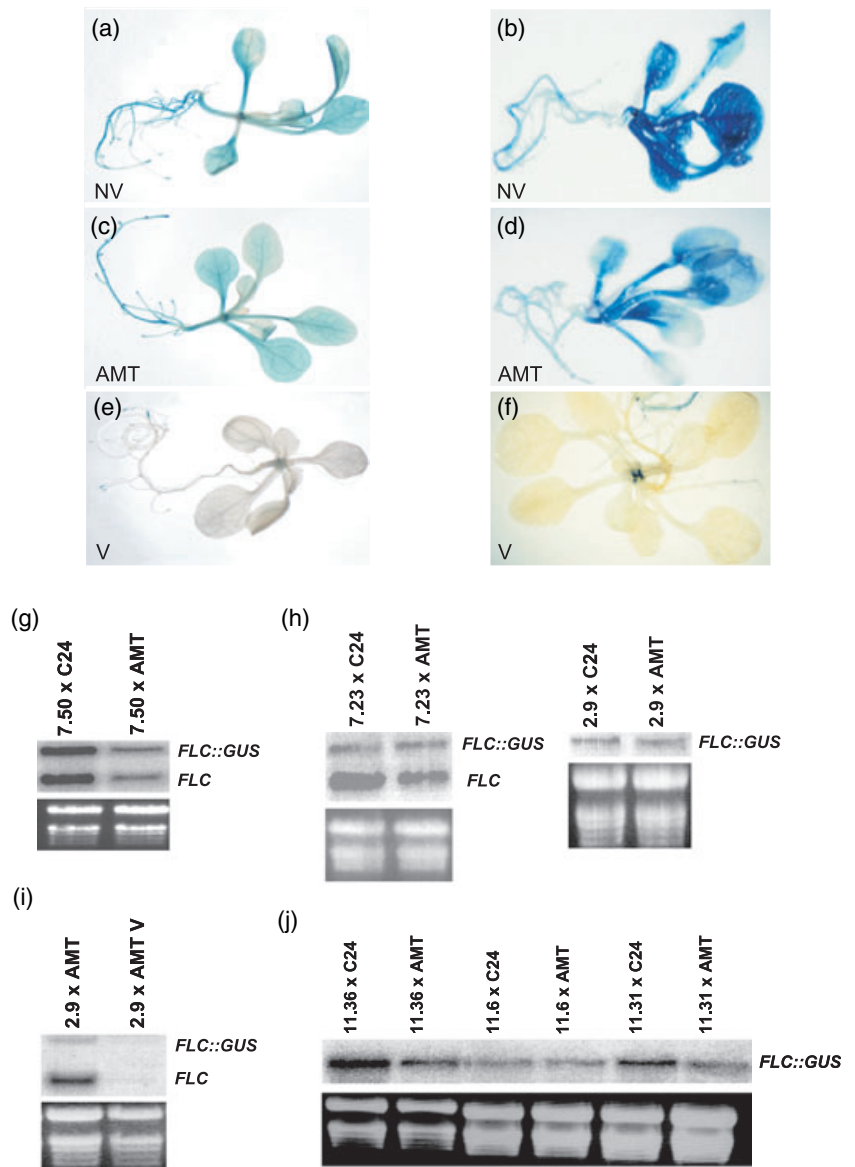 (a)
NV
(b)
NV
(c)
AMT
(d)
AMT
(e)
V
(f)
V
(g)
7.50 x C24
7.50 x AMT
FLC::GUS
FLC
(h)
7.23 x C24
7.23 x AMT
FLC::GUS
FLC
2.9 x C24
2.9 x AMT
FLC::GUS
(i)
2.9 x AMT
2.9 x AMT V
FLC::GUS
FLC
(j)
11.36 x C24
11.36 x AMT
11.6 x C24
11.6 x AMT
11.31 x C24
11.31 x AMT
FLC::GUS